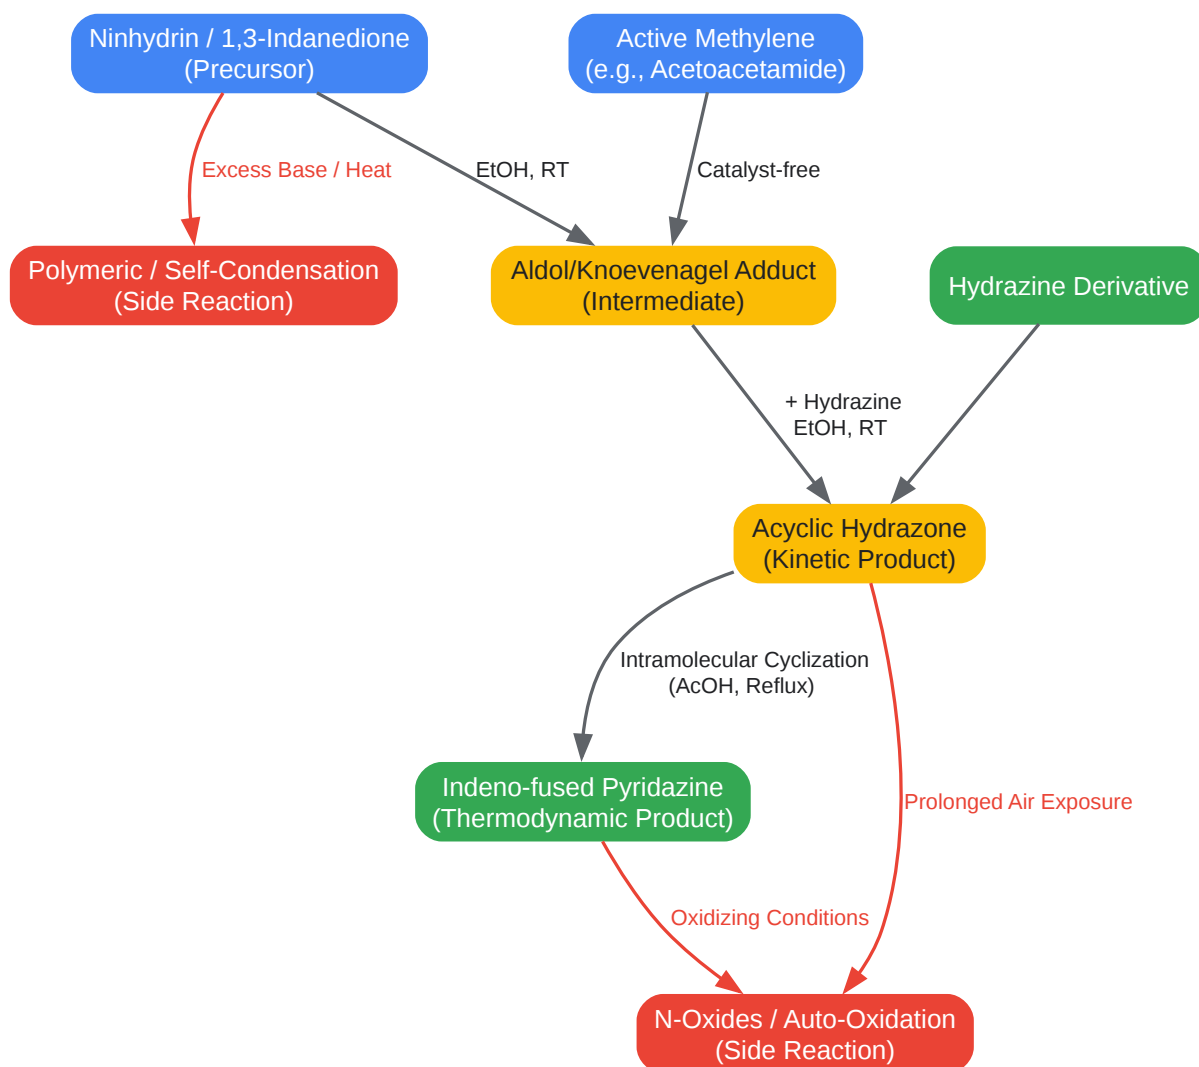 Ninhydrin / 1,3-Indanedione
(Precursor)
Active Methylene
(e.g., Acetoacetamide)
Excess Base / Heat
EtOH, RT
Catalyst-free
Polymeric / Self-Condensation
(Side Reaction)
Aldol/Knoevenagel Adduct
(Intermediate)
Hydrazine Derivative
+ Hydrazine
EtOH, RT
Acyclic Hydrazone
(Kinetic Product)
Intramolecular Cyclization
(AcOH, Reflux)
Indeno-fused Pyridazine
(Thermodynamic Product)
Prolonged Air Exposure
Oxidizing Conditions
N-Oxides / Auto-Oxidation
(Side Reaction)